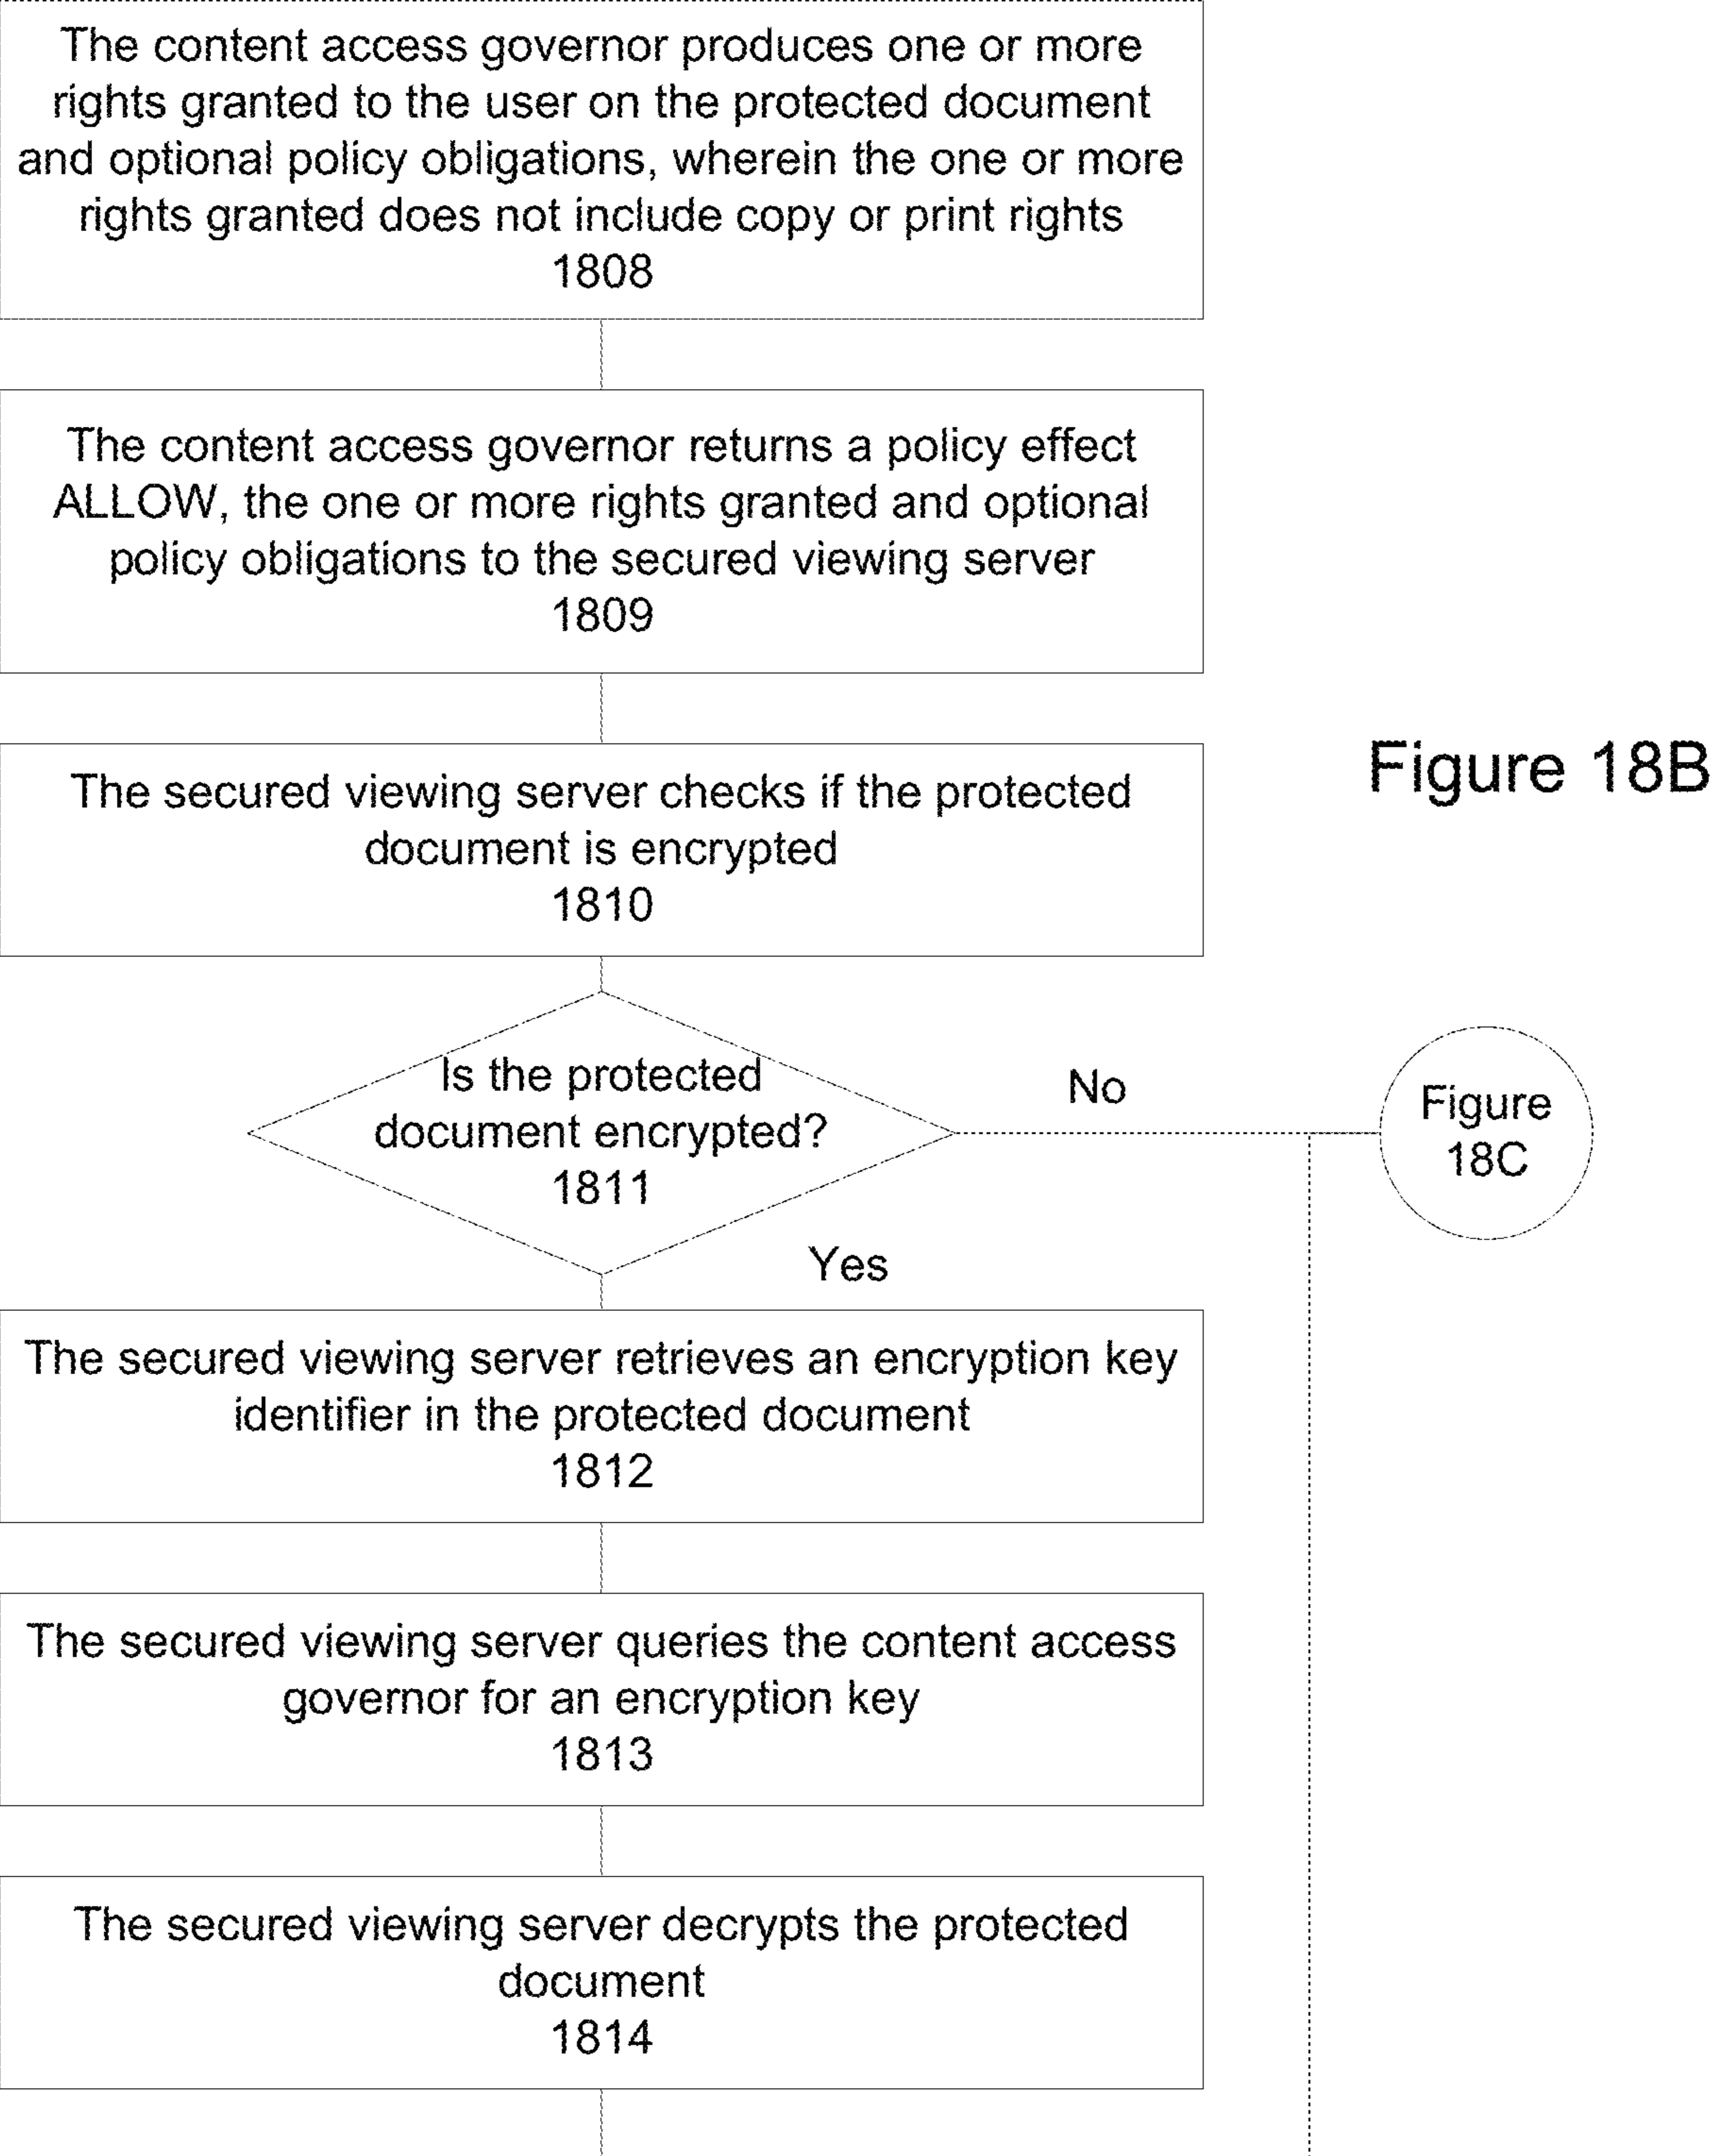 The content access governor produces one or more
rights granted to the user on the protected document
and optional policy obligations, wherein the one or more
rights granted does not include copy or print rights
1808
The content access governor returns a policy effect
ALLOW, the one or more rights granted and optional
policy obligations to the secured viewing server
1809
The secured viewing server checks if the protected
document is encrypted
1810
Figure 18B
Is the protected
document encrypted?
1811
No
Figure
18C
Yes
The secured viewing server retrieves an encryption key
identifier in the protected document
1812
The secured viewing server queries the content access
governor for an encryption key
1813
The secured viewing server decrypts the protected
document
1814